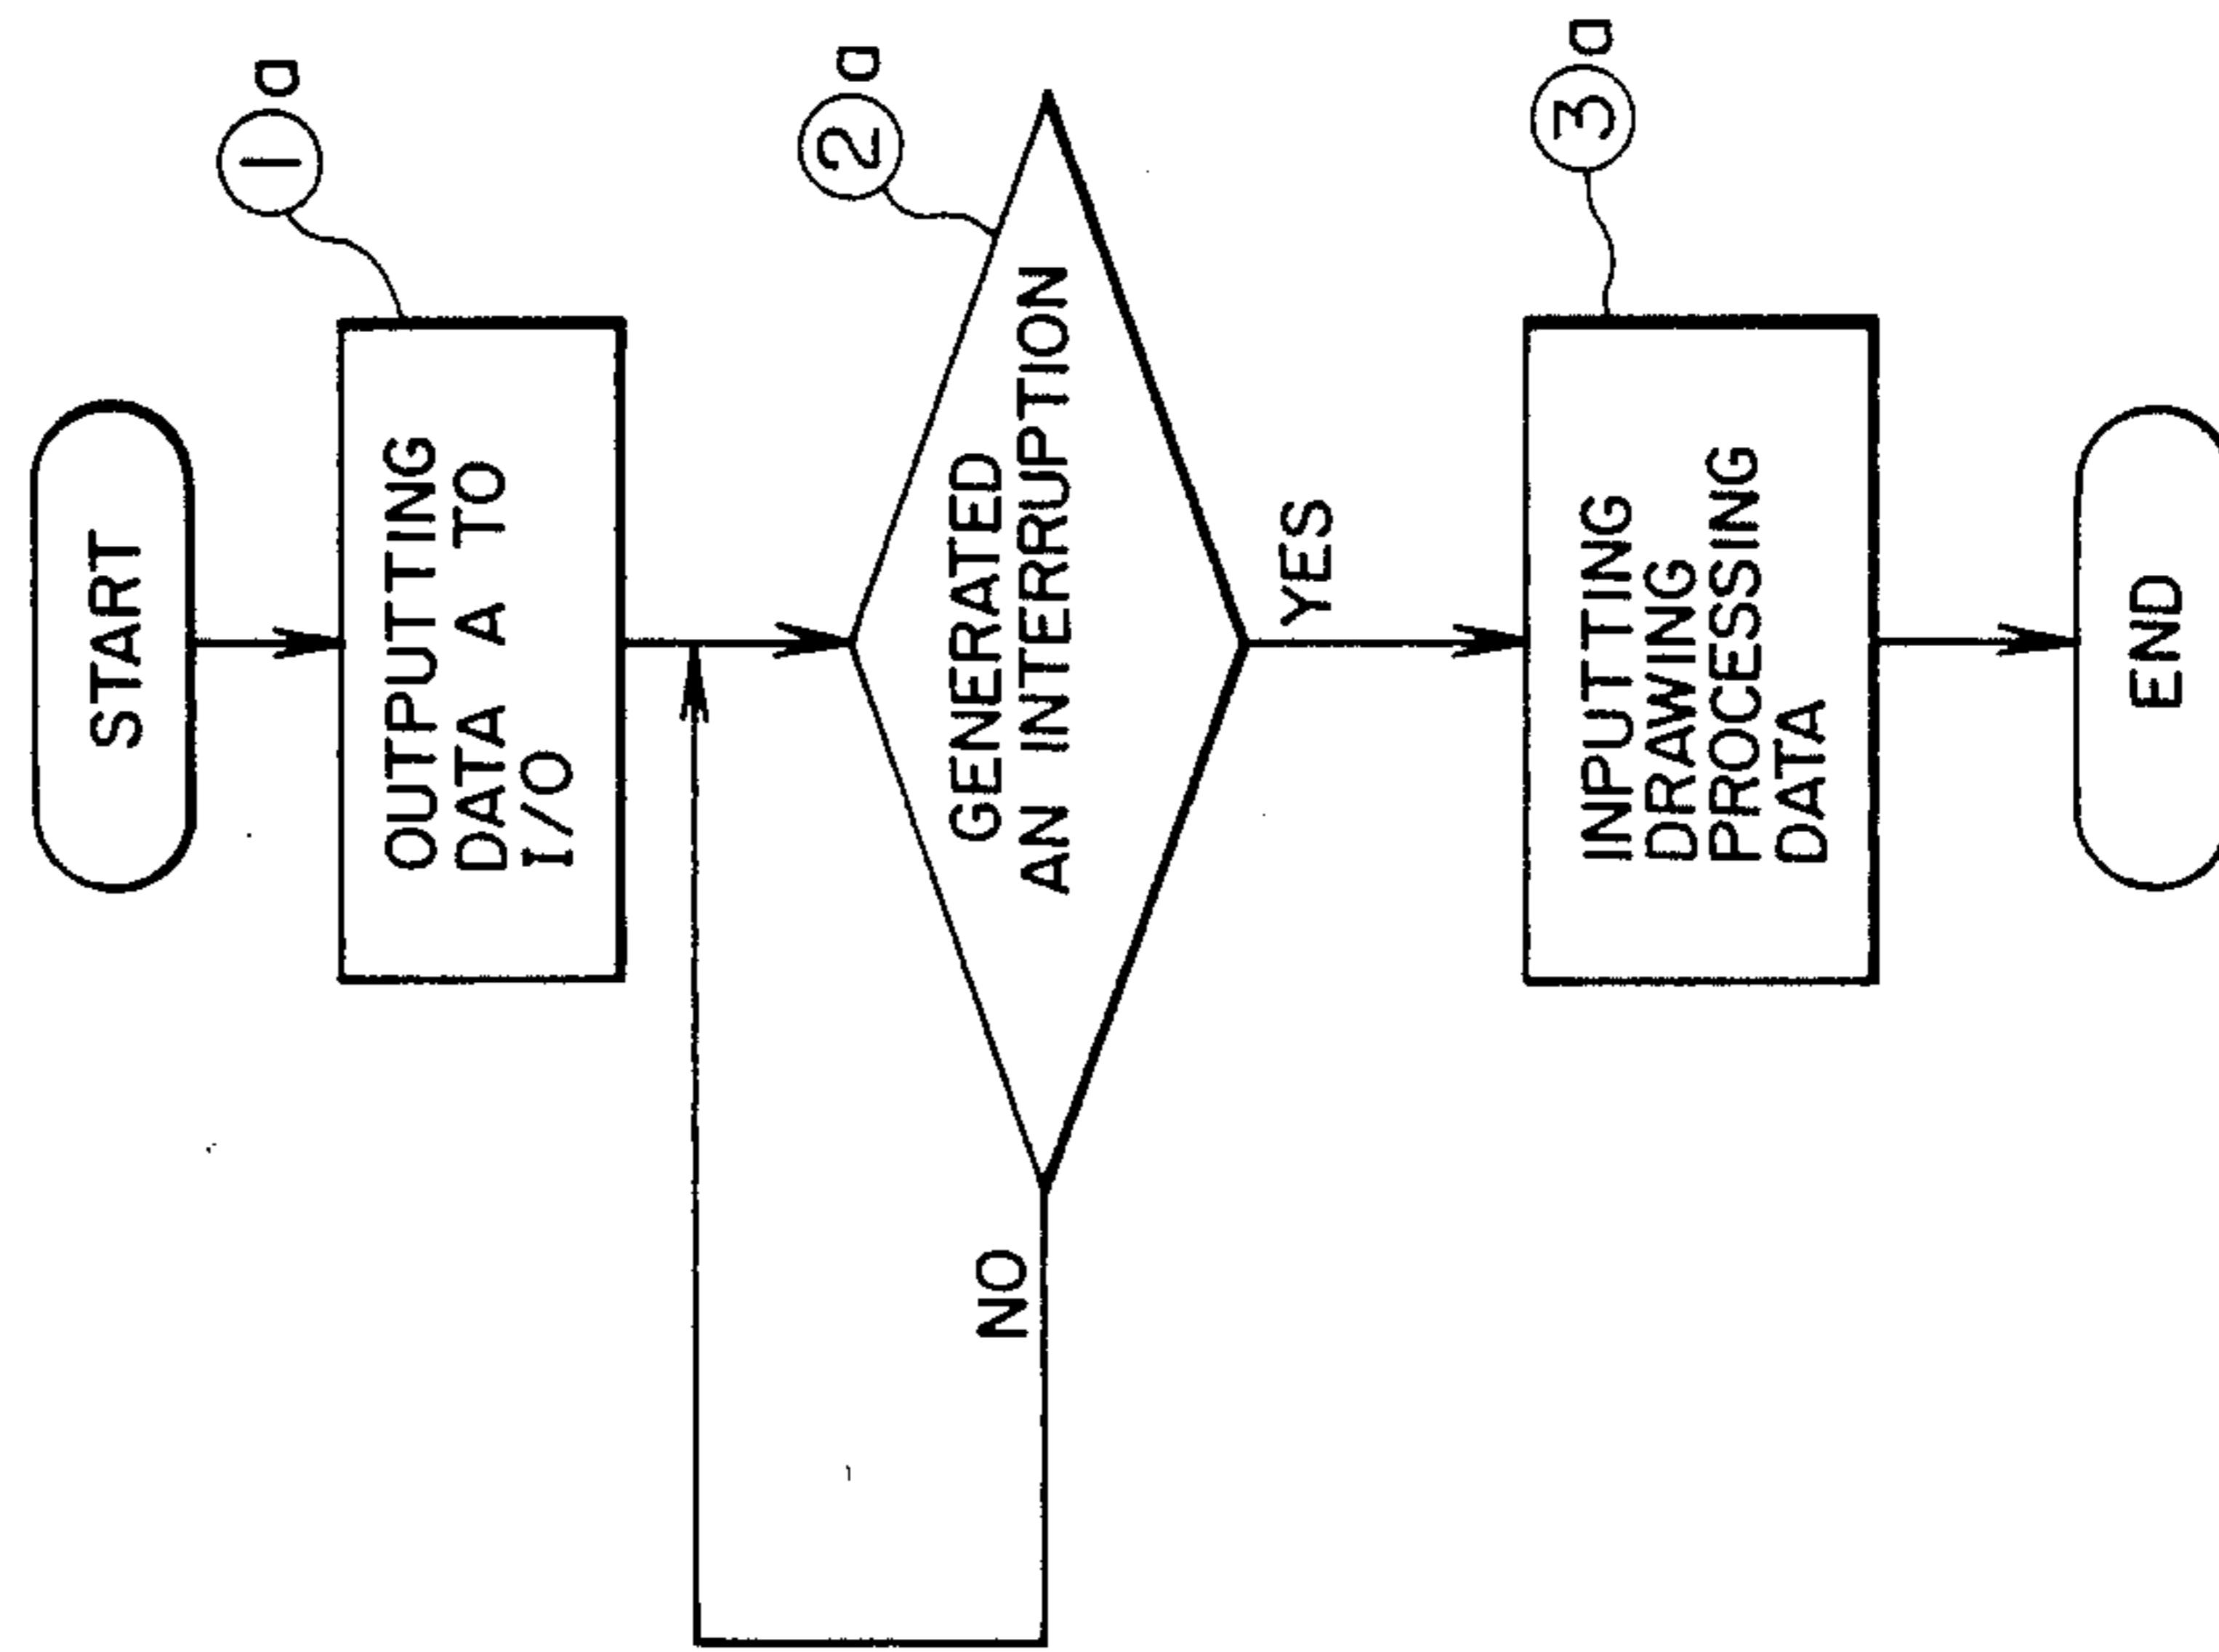 START
①a
OUTPUTTING
DATA A TO
I/O
②a
GENERATED
AN INTERRUPTION
NO
YES
③a
INPUTTING
DRAWING
PROCESSING
DATA
END